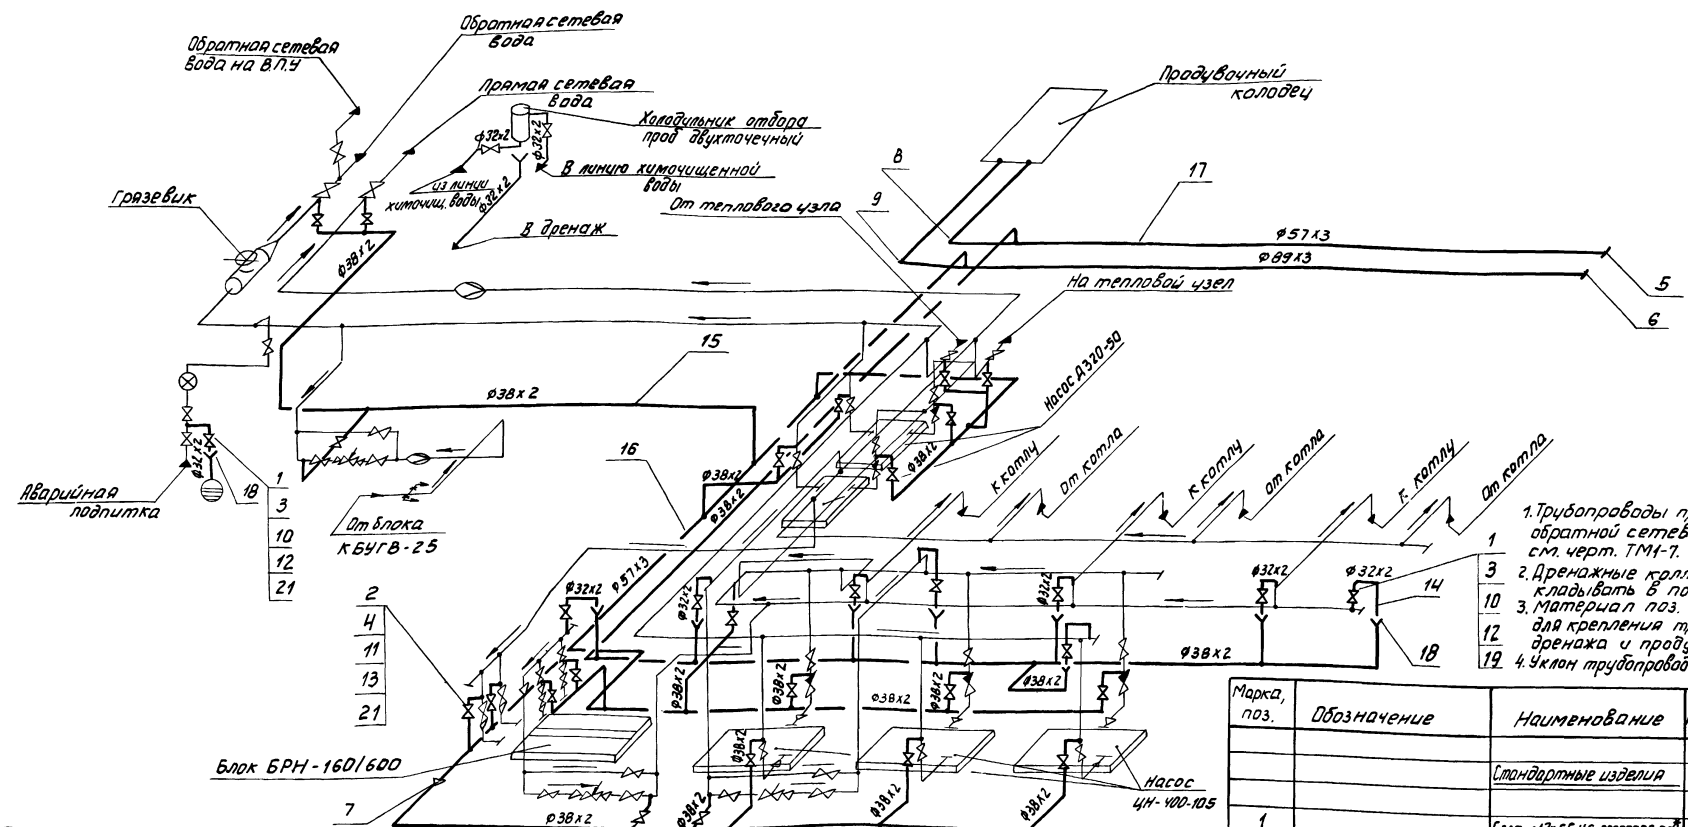 Обратная сетевая
вода
Обратная сетевая
вода на В.П.У
Прямая сетевая
вода
Холодильник отбора
проб двухточечный
Продувочный
колодец
ф32х2
ф32х2
В линию химочищенной
воды
из линии
химочищ. воды
ф32х2
Грязевик
От теплового узла
8
9
17
В дренаж
ф38х2
ф57х3
ф89х3
На тепловой узел
5
6
15
ф38х2
Насос Д320-50
16
ф38х2
ф38х2
ф38х2
к котлу
от котла
к котлу
от котла
к котлу
от котла
ф32х2
Аварийная
подпитка
18
1
3
10
12
21
От блока
КБУГВ-25
ф57х3
2
4
11
13
21
ф32х2
ф32х2
ф32х2
ф32х2
1
3
10
12
19
14
18
1. Трубопроводы
обратной
см. черт. ТМ1-7.
2. Дренажные
кладывать в
3. Материал поз.
для крепления
дренажа и
4. Уклон
ф38х2
ф38х2
ф38х2
ф38х2
ф38х2
ф38х2
ф38х2
Блок БРН-160/600
7
ф38х2
ф38х2
ф38х2
ф38х2
ф38х2
Насос
ЦН-400-105
Марка,
поз.
Обозначение
Наименование
Стандартные изделия
1